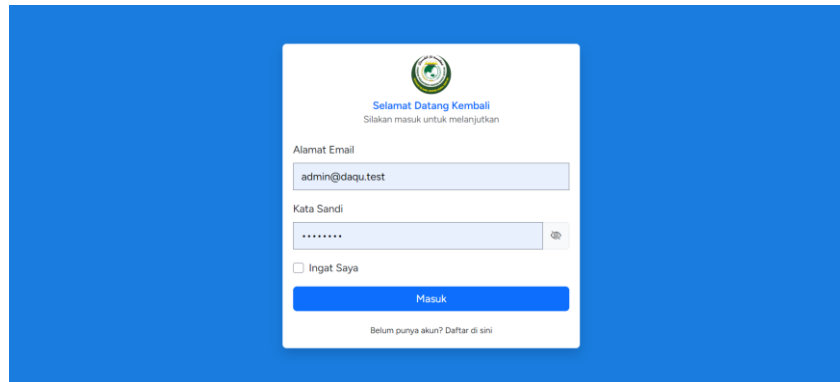 Selamat Datang Kembali
Silakan masuk untuk melanjutkan
Alamat Email
admin@daqu.test
Kata Sandi
••••••••
Ingat Saya
Masuk
Belum punya akun? Daftar di sini